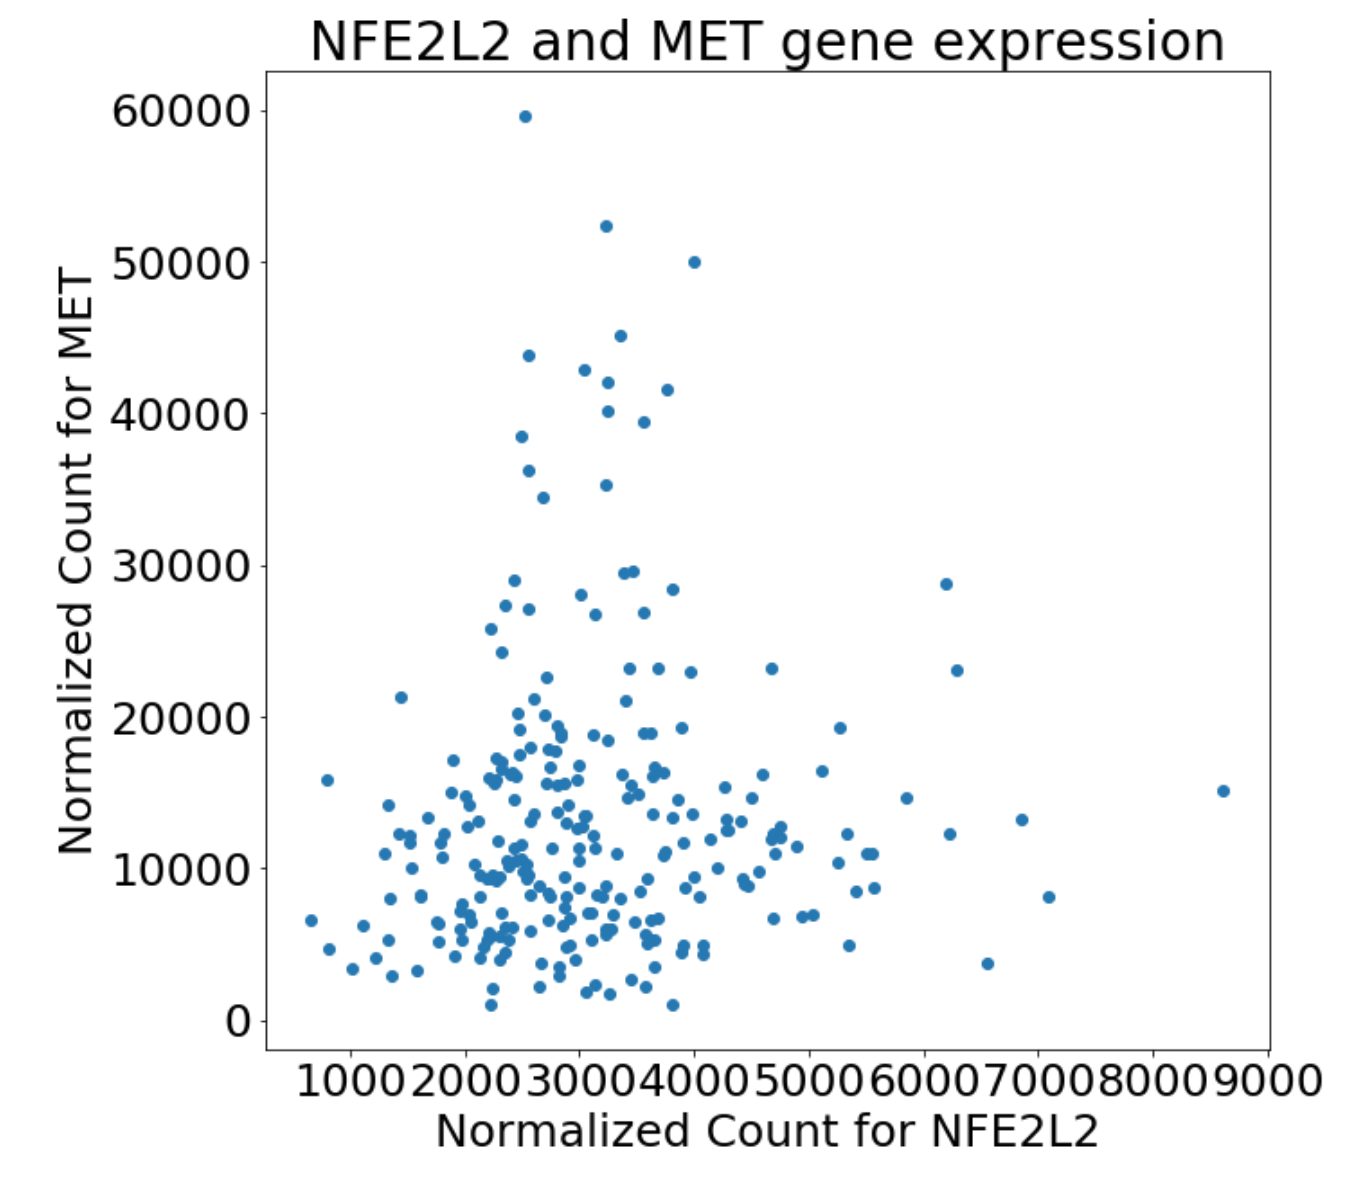 NFE2L2 and MET gene expression
Normalized Count for MET
60000
50000
40000
30000
20000
10000
0
1000 2000 3000 4000 5000 6000 7000 8000 9000
Normalized Count for NFE2L2